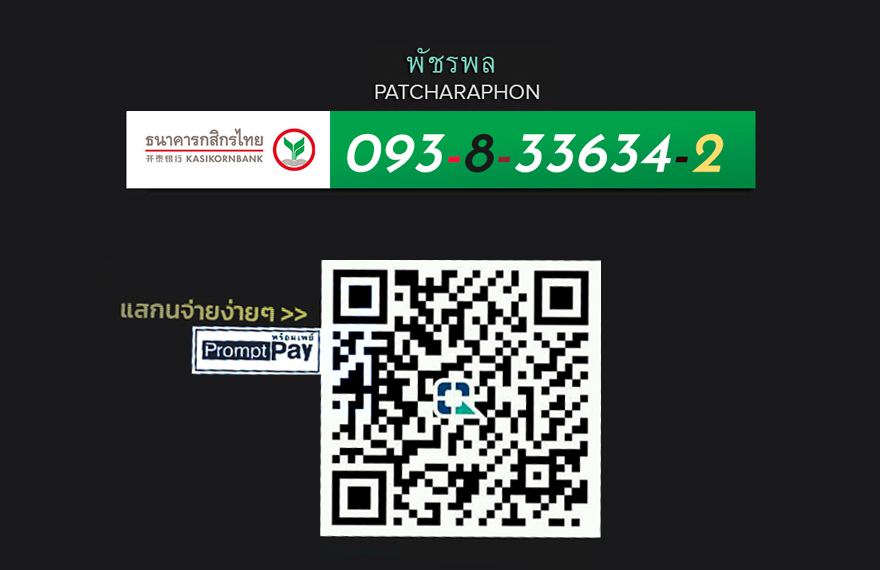 พัชรพล
PATCHARAPHON
ธนาคารกสิกรไทย
开泰银行 KASIKORNBANK
093-8-33634-2
แสกนจ่ายง่ายๆ >>
พร้อมเพย์
PromptPay